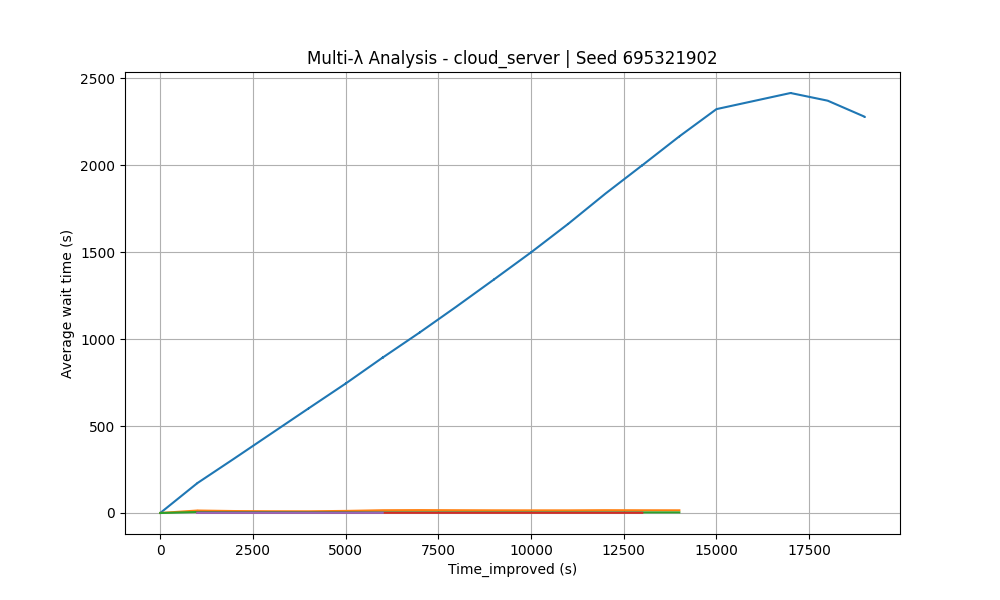 Multi-λ Analysis - cloud_server | Seed 695321902
Average wait time (s)
2500
2000
1500
1000
500
0
0 2500 5000 7500 10000 12500 15000 17500
Time_improved (s)